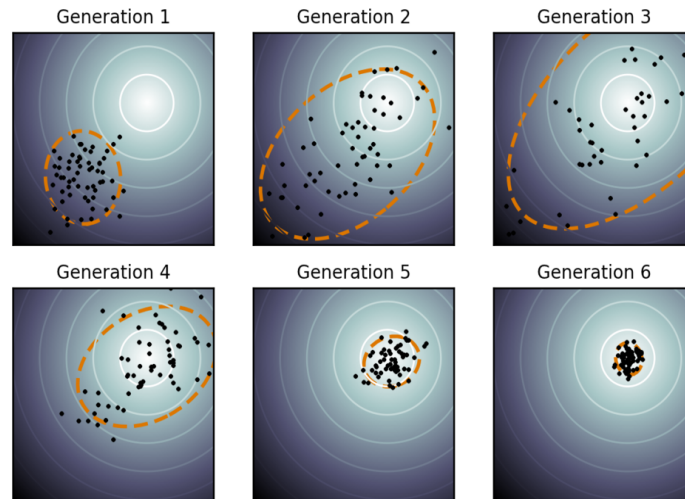 Generation 1
Generation 2
Generation 3
Generation 4
Generation 5
Generation 6